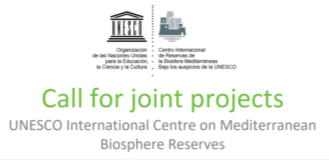 UNESCO
Organización
de las Naciones Unidas
para la Educación,
la Ciencia y la Cultura
Centro Internacional
de Reservas de
la Biosfera Mediterráneas
Bajo los auspicios de la UNESCO
Call for joint projects
UNESCO International Centre on Mediterranean
Biosphere Reserves